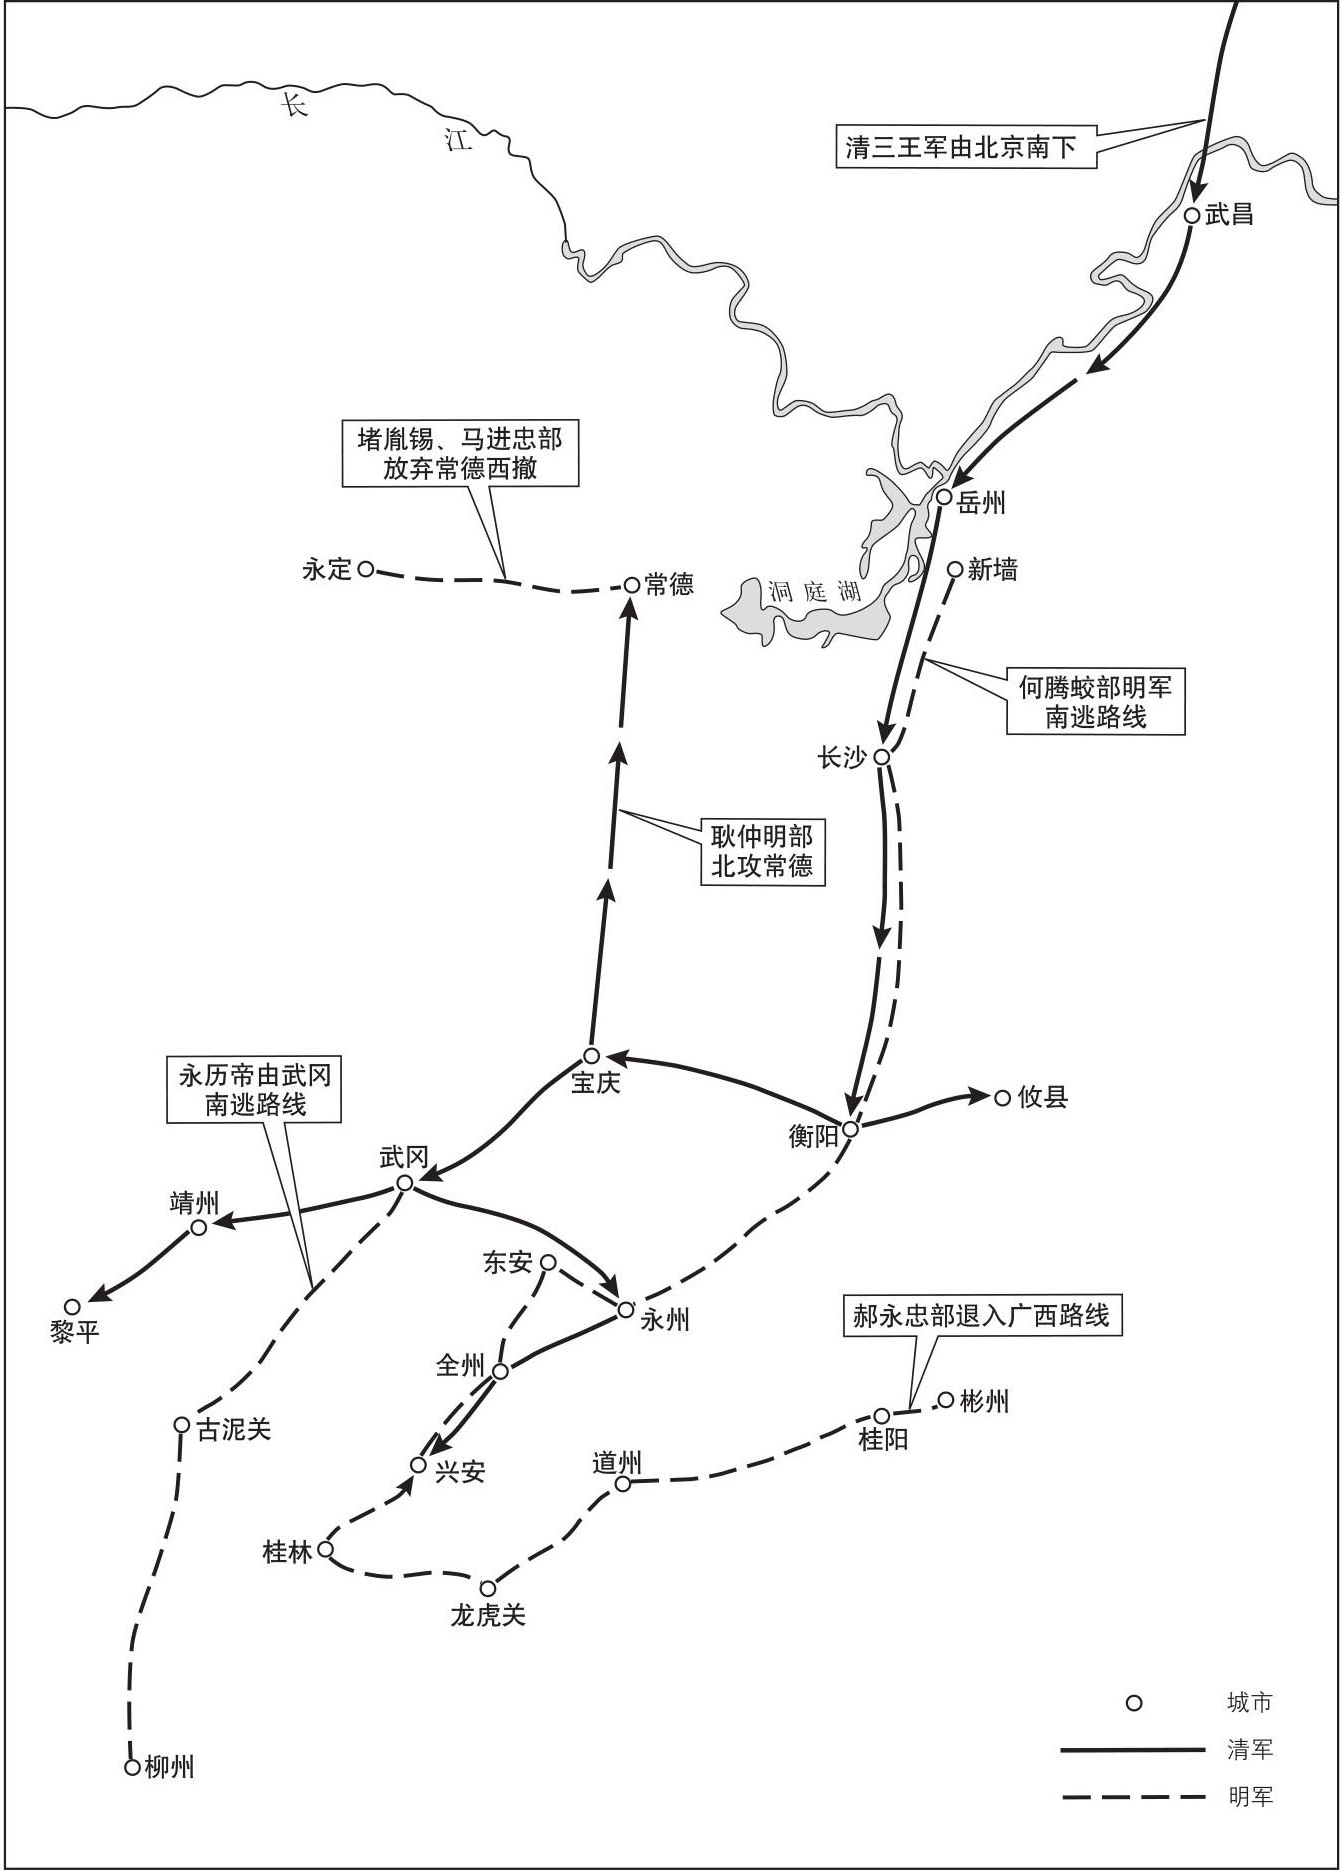 长
江
清三王军由北京南下
武昌
堵胤锡、马进忠部
放弃常德西撤
岳州
永定
常德
洞庭湖
新墙
何腾蛟部明军
南逃路线
长沙
耿仲明部
北攻常德
永历帝由武冈
南逃路线
宝庆
攸县
衡阳
武冈
靖州
东安
黎平
永州
郝永忠部退入广西路线
全州
彬州
古泥关
桂阳
道州
兴安
桂林
龙虎关
柳州
城市
清军
明军